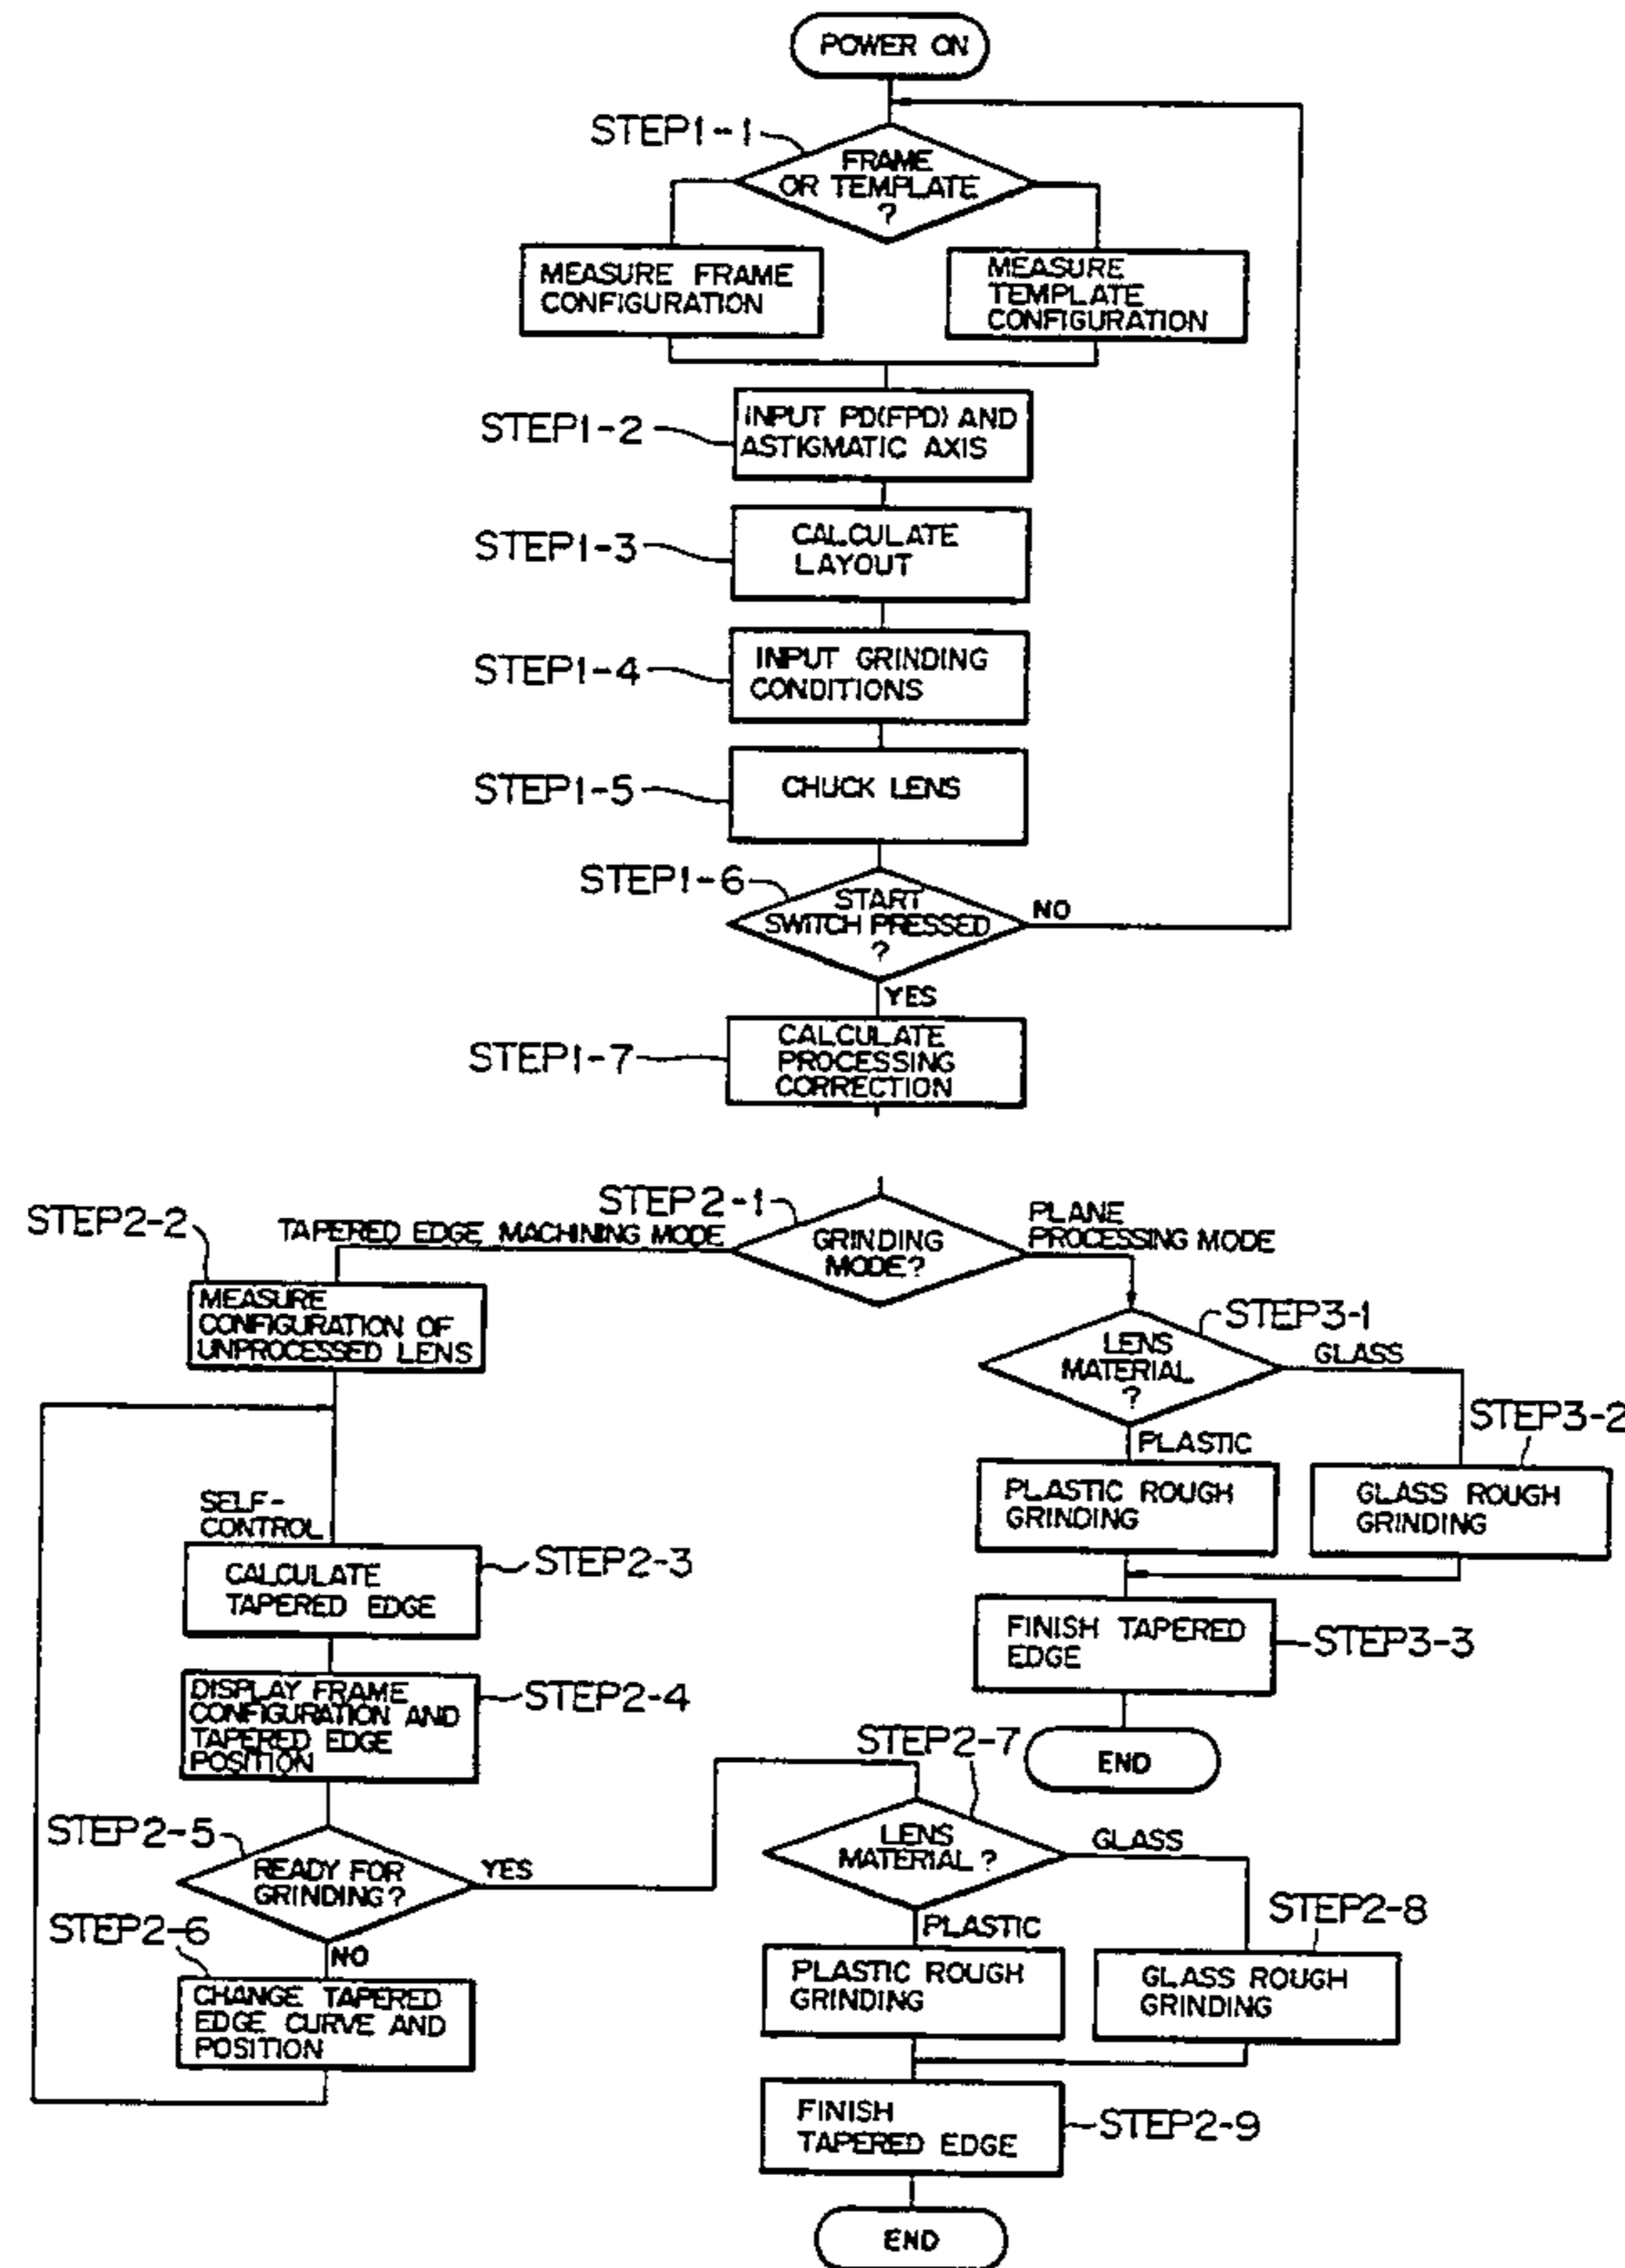 POWER ON
STEP1-1
FRAME
OR TEMPLATE
?
MEASURE FRAME
CONFIGURATION
MEASURE
TEMPLATE
CONFIGURATION
STEP1-2
INPUT PD(FPD) AND
ASTIGMATIC AXIS
STEP1-3
CALCULATE
LAYOUT
STEP1-4
INPUT GRINDING
CONDITIONS
STEP1-5
CHUCK LENS
STEP1-6
START
SWITCH PRESSED
?
NO
YES
STEP1-7
CALCULATE
PROCESSING
CORRECTION
STEP2-1
GRINDING
MODE?
TAPERED EDGE MACHINING MODE
PLANE
PROCESSING MODE
STEP2-2
MEASURE
CONFIGURATION OF
UNPROCESSED LENS
STEP3-1
LENS
MATERIAL
?
GLASS
PLASTIC
STEP3-2
PLASTIC ROUGH
GRINDING
GLASS ROUGH
GRINDING
SELF-
CONTROL
STEP2-3
CALCULATE
TAPERED EDGE
FINISH TAPERED
EDGE
STEP3-3
END
STEP2-4
DISPLAY FRAME
CONFIGURATION AND
TAPERED EDGE
POSITION
STEP2-5
READY FOR
GRINDING?
YES
NO
STEP2-6
CHANGE TAPERED
EDGE CURVE AND
POSITION
STEP2-7
LENS
MATERIAL?
GLASS
PLASTIC
STEP2-8
PLASTIC ROUGH
GRINDING
GLASS ROUGH
GRINDING
FINISH
TAPERED EDGE
STEP2-9
END